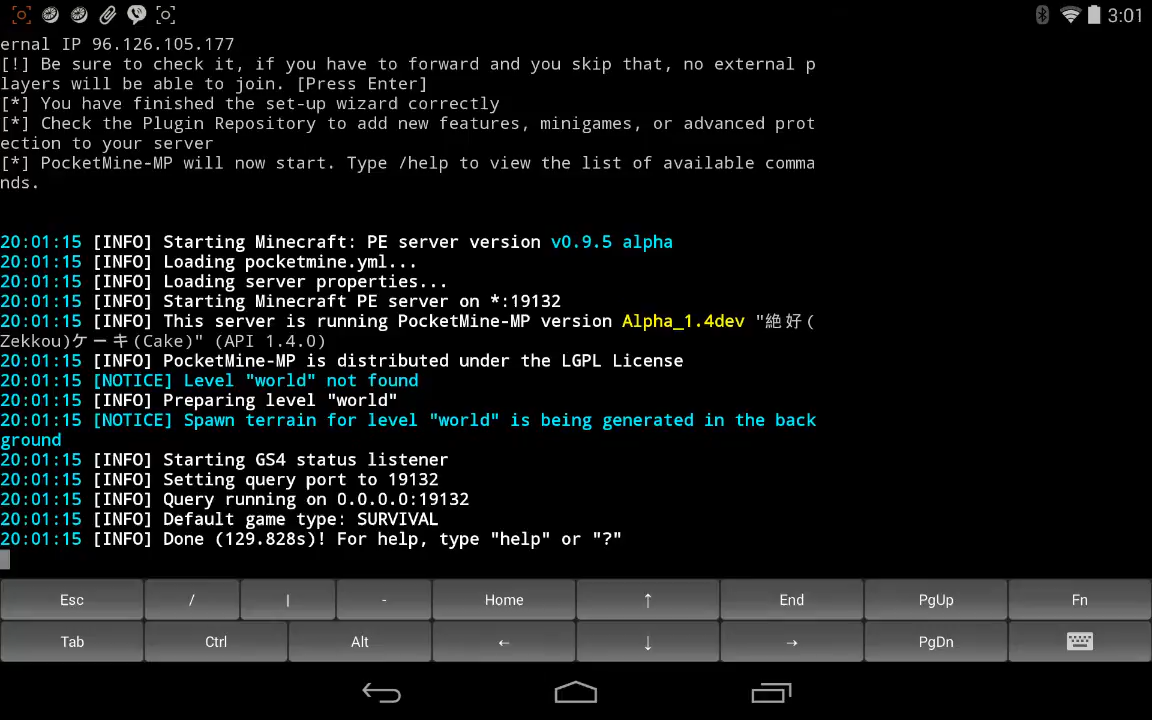 3:01
ernal IP 96.126.105.177
[!] Be sure to check it, if you have to forward and you skip that, no external p
layers will be able to join. [Press Enter]
[*] You have finished the set-up wizard correctly
[*] Check the Plugin Repository to add new features, minigames, or advanced prot
ection to your server
[*] PocketMine-MP will now start. Type /help to view the list of available comma
nds.
20:01:15 [INFO] Starting Minecraft: PE server version v0.9.5 alpha
20:01:15 [INFO] Loading pocketmine.yml...
20:01:15 [INFO] Loading server properties...
20:01:15 [INFO] Starting Minecraft PE server on *:19132
20:01:15 [INFO] This server is running PocketMine-MP version Alpha_1.4dev "絶好(
Zekkou)ケーキ(Cake)" (API 1.4.0)
20:01:15 [INFO] PocketMine-MP is distributed under the LGPL License
20:01:15 [NOTICE] Level "world" not found
20:01:15 [INFO] Preparing level "world"
20:01:15 [NOTICE] Spawn terrain for level "world" is being generated in the back
ground
20:01:15 [INFO] Starting GS4 status listener
20:01:15 [INFO] Setting query port to 19132
20:01:15 [INFO] Query running on 0.0.0.0:19132
20:01:15 [INFO] Default game type: SURVIVAL
20:01:15 [INFO] Done (129.828s)! For help, type "help" or "?"
Esc / | - Home ↑ End PgUp Fn
Tab Ctrl Alt ← ↓ → PgDn